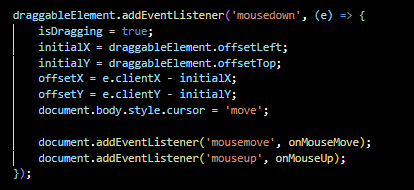 draggableElement.addEventListener('mousedown', (e) => {
    isDragging = true;
    initialX = draggableElement.offsetLeft;
    initialY = draggableElement.offsetTop;
    offsetX = e.clientX - initialX;
    offsetY = e.clientY - initialY;
    document.body.style.cursor = 'move';

    document.addEventListener('mousemove', onMouseMove);
    document.addEventListener('mouseup', onMouseUp);
});